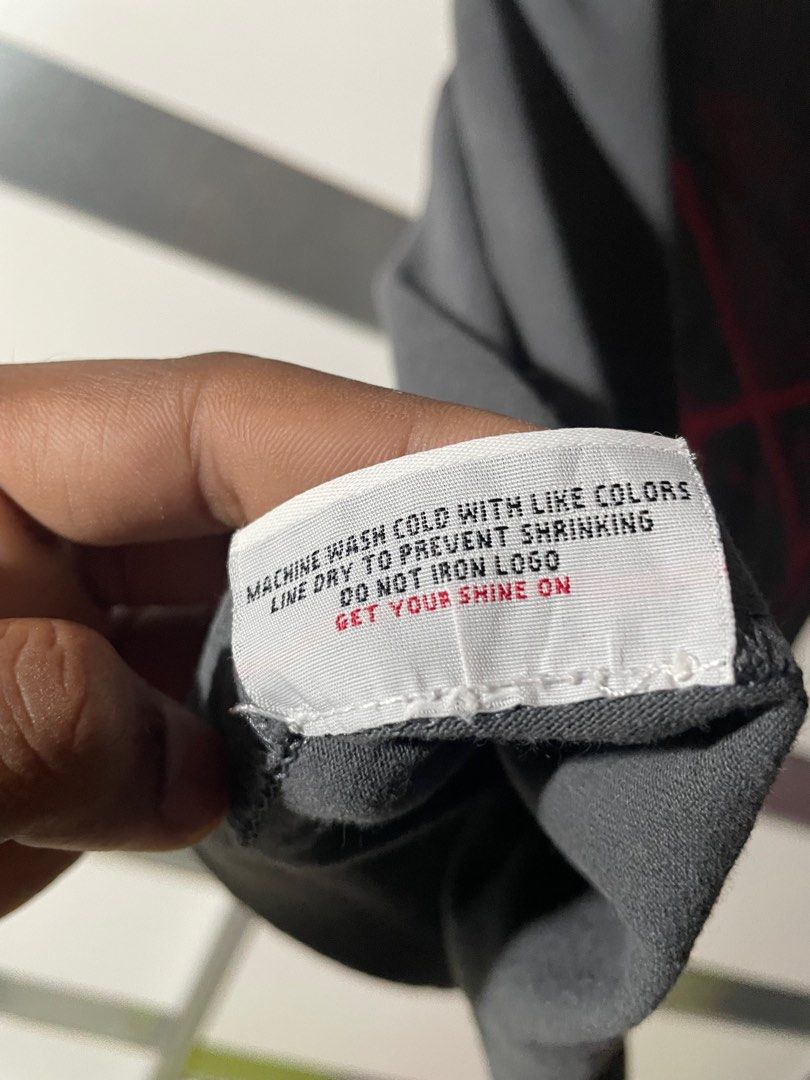 MACHINE WASH COLD WITH LIKE COLORS
LINE DRY TO PREVENT SHRINKING
DO NOT IRON LOGO
GET YOUR SHINE ON